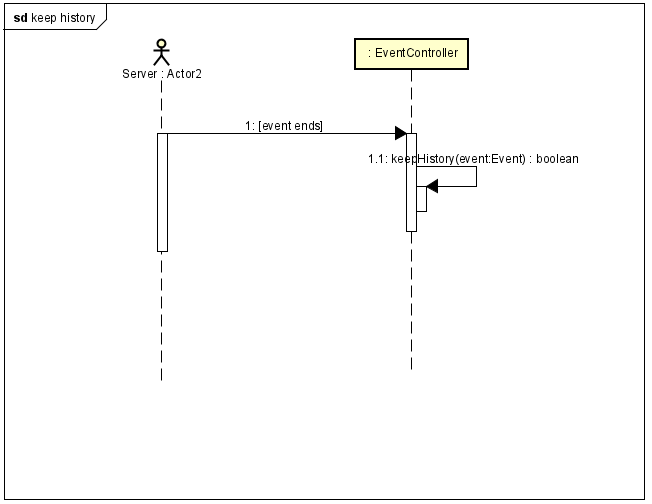 sd keep history
Server : Actor2
: EventController
1: [event ends]
1.1: keepHistory(event:Event) : boolean